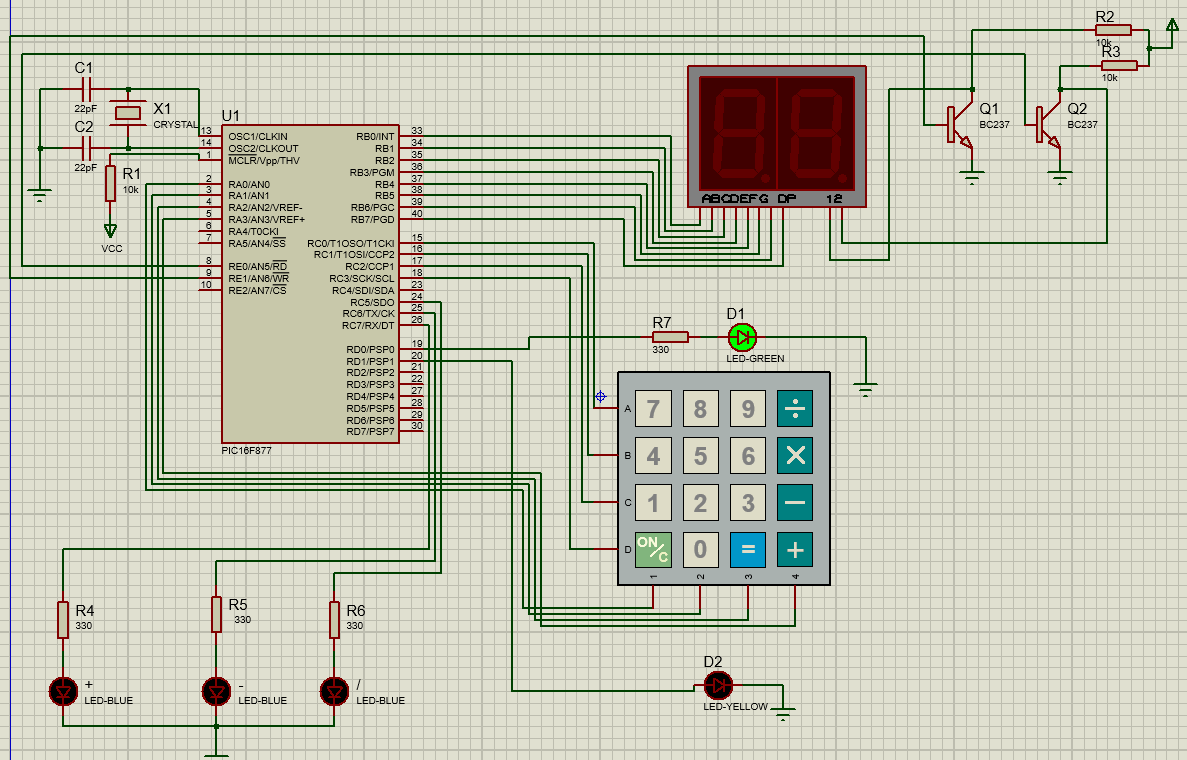 R2
10k
R3
10k
C1
22pF
X1
CRYSTAL
C2
22pF
R1
10k
VCC
U1
13 OSC1/CLKIN
14 OSC2/CLKOUT
1 MCLR/Vpp/THV
2 RA0/AN0
3 RA1/AN1
4 RA2/AN2/VREF-
5 RA3/AN3/VREF+
6 RA4/T0CKI
7 RA5/AN4/SS
8 RE0/AN5/RD
9 RE1/AN6/WR
10 RE2/AN7/CS
RB0/INT 33
RB1 34
RB2 35
RB3/PGM 36
RB4 37
RB5 38
RB6/PGC 39
RB7/PGD 40
RC0/T1OSO/T1CKI 15
RC1/T1OSI/CCP2 16
RC2/CCP1 17
RC3/SCK/SCL 18
RC4/SDI/SDA 23
RC5/SDO 24
RC6/TX/CK 25
RC7/RX/DT 26
RD0/PSP0 19
RD1/PSP1 20
RD2/PSP2 21
RD3/PSP3 22
RD4/PSP4 27
RD5/PSP5 28
RD6/PSP6 29
RD7/PSP7 30
PIC16F877
ABCDEFG DP 12
Q1
BC237
Q2
BC237
R7
330
D1
LED-GREEN
A 7 8 9 ÷
B 4 5 6 ×
C 1 2 3 −
D ON/C 0 = +
1 2 3 4
R4
330
R5
330
R6
330
+
LED-BLUE
-
LED-BLUE
/
LED-BLUE
D2
LED-YELLOW